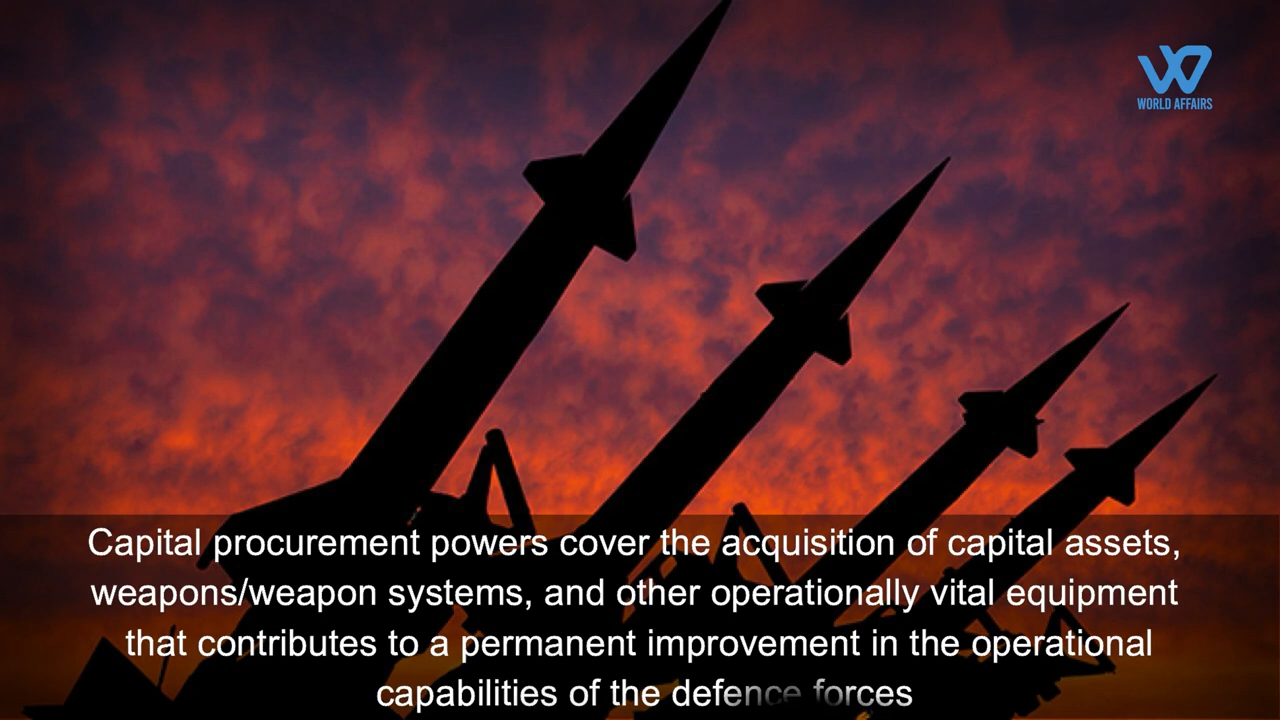 WORLD AFFAIRS
Capital procurement powers cover the acquisition of capital assets,
weapons/weapon systems, and other operationally vital equipment
that contributes to a permanent improvement in the operational
capabilities of the defence forces